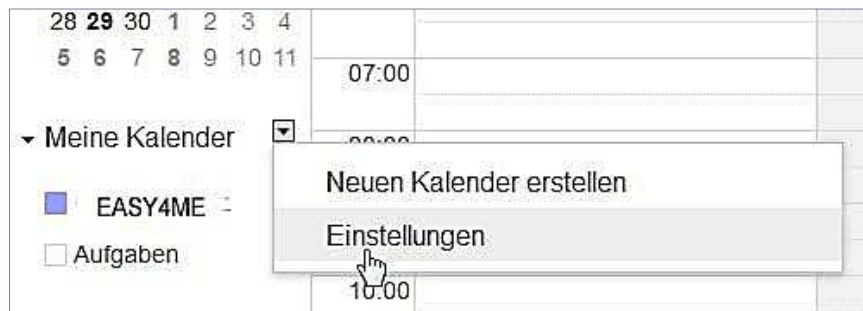 28 29 30 1 2 3 4
5 6 7 8 9 10 11
07:00
Meine Kalender
Neuen Kalender erstellen
EASY4ME
Einstellungen
Aufgaben
10:00